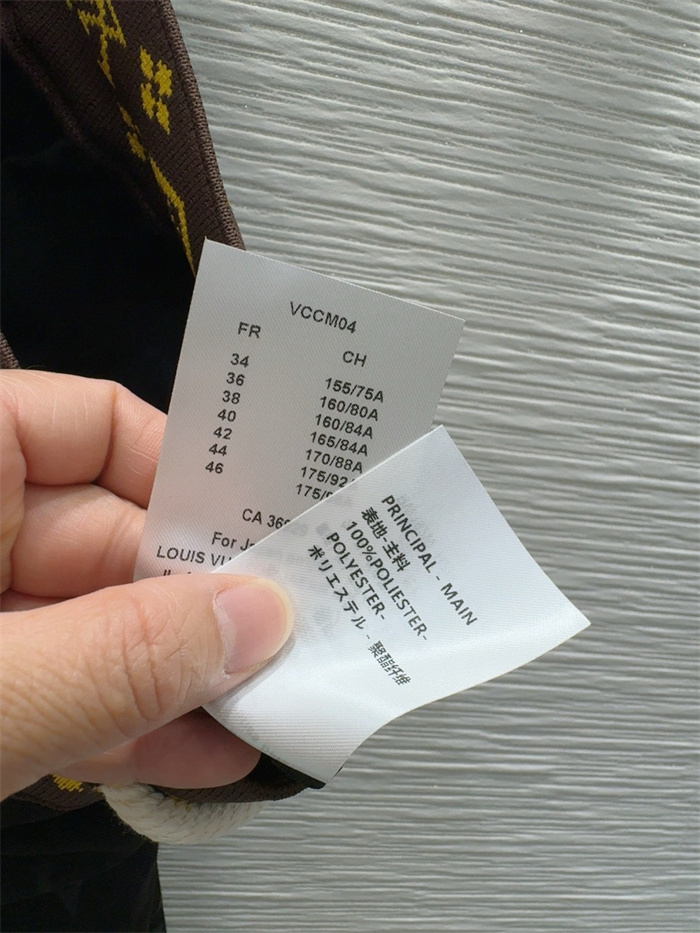 VCCM04
FR CH
34 155/75A
36 160/80A
38 160/84A
40 165/84A
42 170/88A
44 175/92
46 175/
CA 36
For
LOUIS
PRINCIPAL - MAIN
表地-主料
100%POLIESTER-
POLYESTER-
ポリエステル - 聚酯纤维